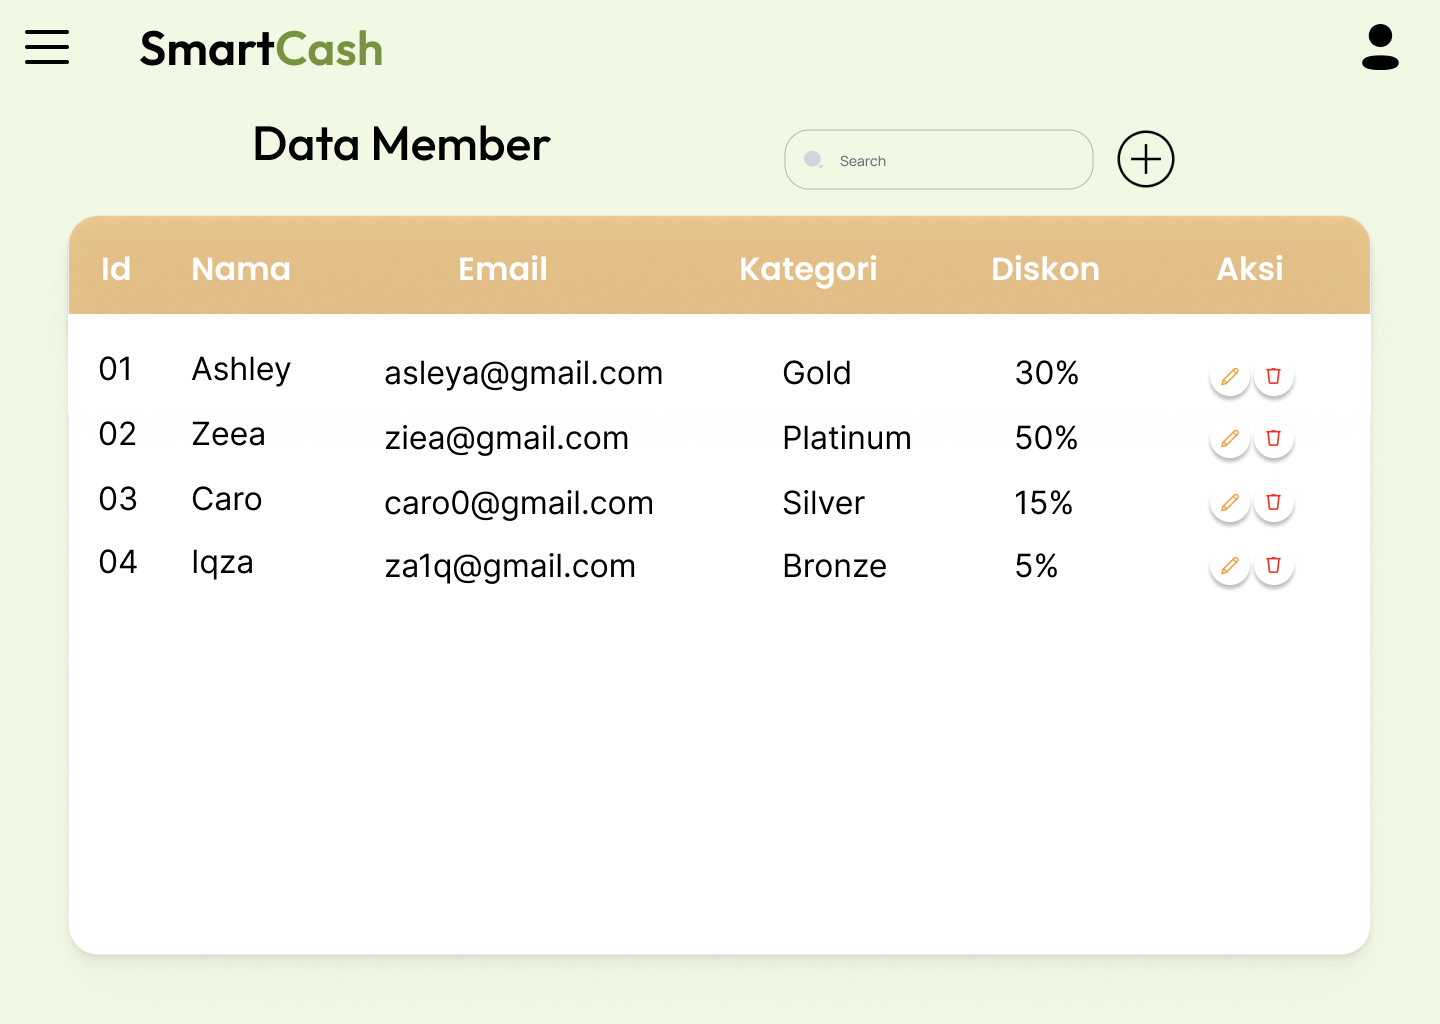 SmartCash
Data Member
Search
Id Nama Email Kategori Diskon Aksi
01 Ashley asleya@gmail.com Gold 30%
02 Zeea ziea@gmail.com Platinum 50%
03 Caro caro0@gmail.com Silver 15%
04 Iqza za1q@gmail.com Bronze 5%